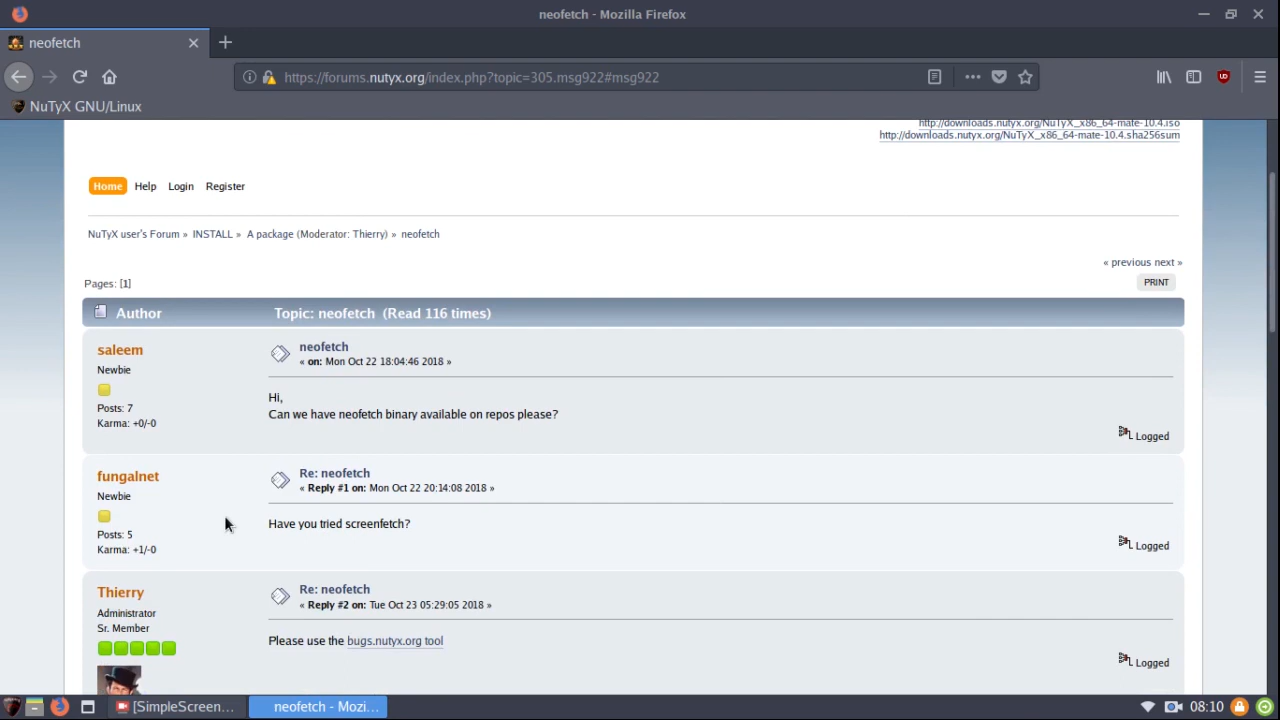 neofetch - Mozilla Firefox
neofetch
https://forums.nutyx.org/index.php?topic=305.msg922#msg922
NuTyX GNU/Linux
http://downloads.nutyx.org/NuTyX_x86_64-mate-10.4.iso
http://downloads.nutyx.org/NuTyX_x86_64-mate-10.4.sha256sum
Home Help Login Register
NuTyX user's Forum » INSTALL » A package (Moderator: Thierry) » neofetch
« previous next »
Pages: [1]
PRINT
Author Topic: neofetch (Read 116 times)
saleem
Newbie
Posts: 7
Karma: +0/-0
neofetch
« on: Mon Oct 22 18:04:46 2018 »
Hi,
Can we have neofetch binary available on repos please?
Logged
fungalnet
Newbie
Posts: 5
Karma: +1/-0
Re: neofetch
« Reply #1 on: Mon Oct 22 20:14:08 2018 »
Have you tried screenfetch?
Logged
Thierry
Administrator
Sr. Member
Re: neofetch
« Reply #2 on: Tue Oct 23 05:29:05 2018 »
Please use the bugs.nutyx.org tool
Logged
[SimpleScreen... neofetch - Mozi... 08:10